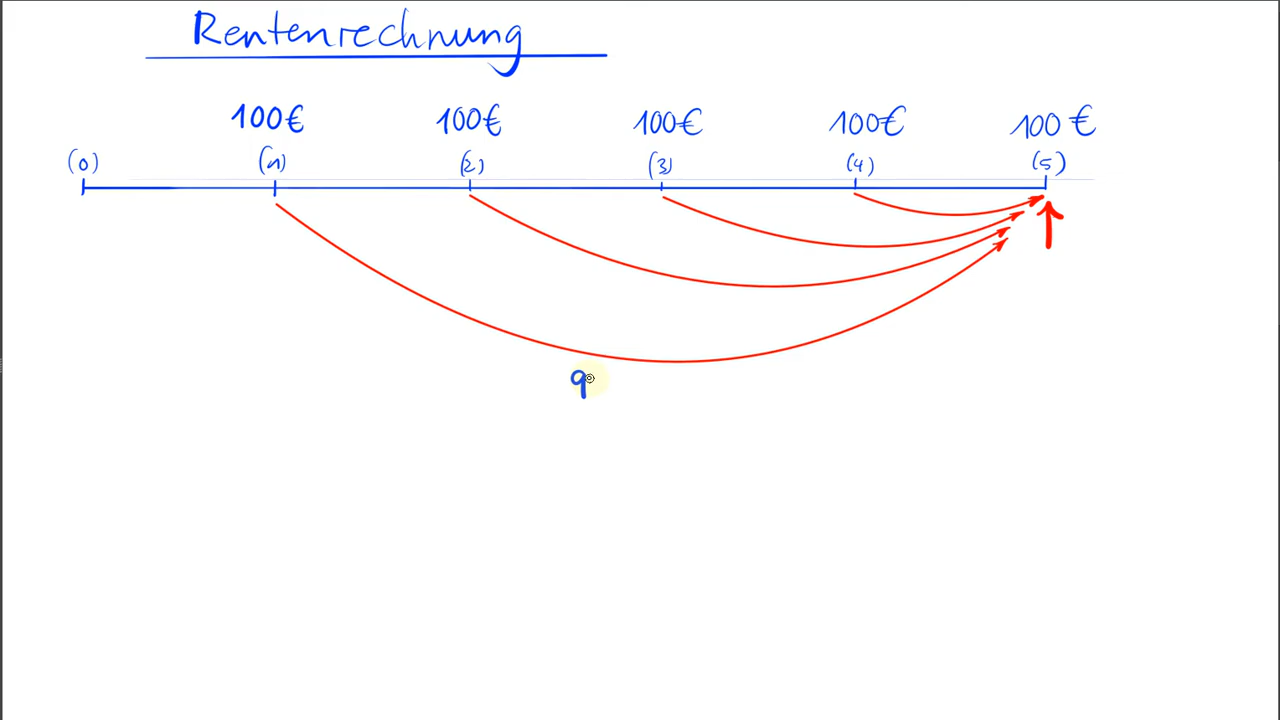 Rentenrechnung
100€ 100€ 100€ 100€ 100€
(0) (1) (2) (3) (4) (5)
q